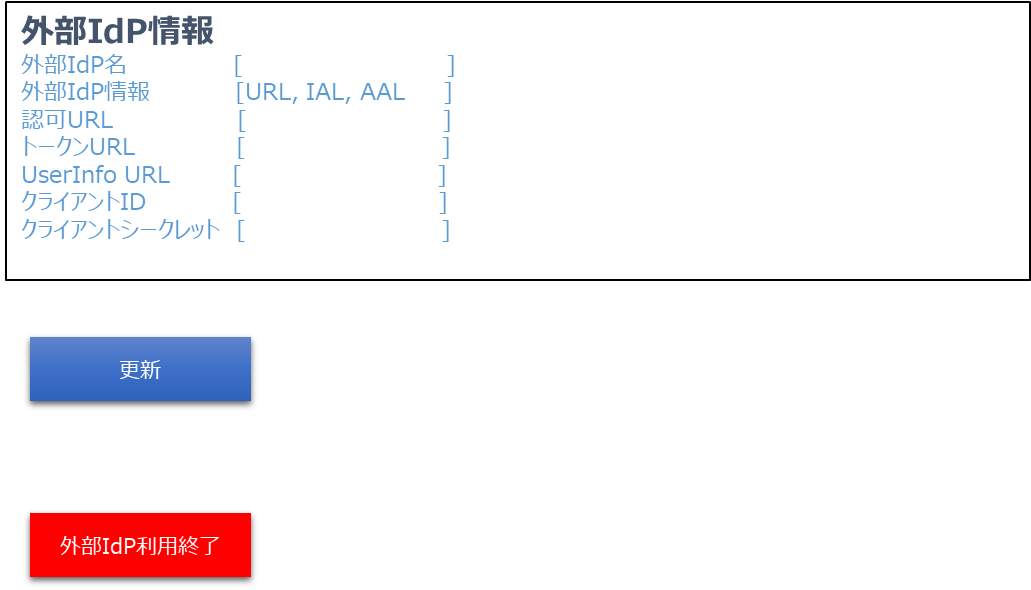 外部IdP情報
外部IdP名 [ ]
外部IdP情報 [URL, IAL, AAL ]
認可URL [ ]
トークンURL [ ]
UserInfo URL [ ]
クライアントID [ ]
クライアントシークレット [ ]
更新
外部IdP利用終了